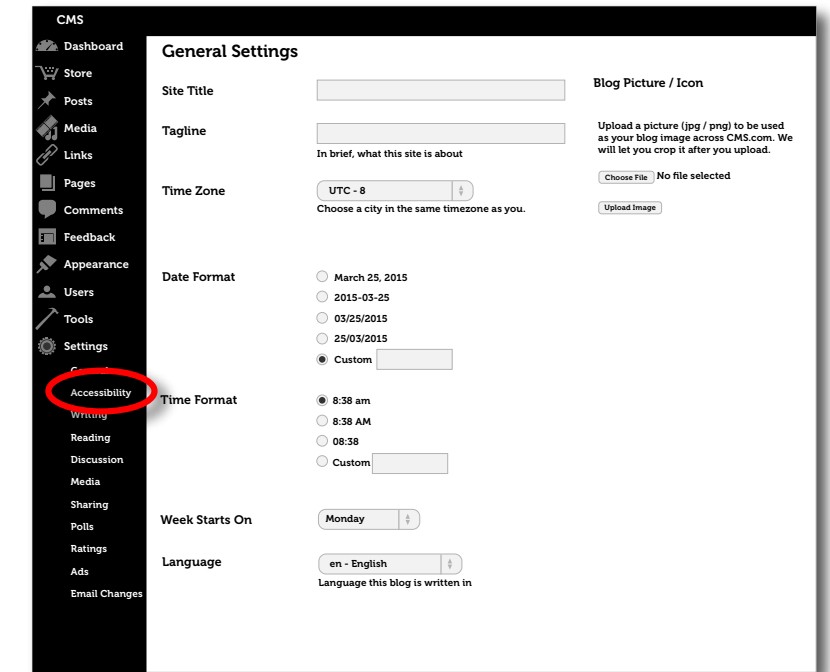 CMS
Dashboard
Store
Posts
Media
Links
Pages
Comments
Feedback
Appearance
Users
Tools
Settings
General
Accessibility
Writing
Reading
Discussion
Media
Sharing
Polls
Ratings
Ads
Email Changes
General Settings
Site Title
Tagline
In brief, what this site is about
Time Zone
UTC - 8
Choose a city in the same timezone as you.
Date Format
March 25, 2015
2015-03-25
03/25/2015
25/03/2015
Custom
Time Format
8:38 am
8:38 AM
08:38
Custom
Week Starts On
Monday
Language
en - English
Language this blog is written in
Blog Picture / Icon
Upload a picture (jpg / png) to be used
as your blog image across CMS.com. We
will let you crop it after you upload.
Choose File No file selected
Upload Image